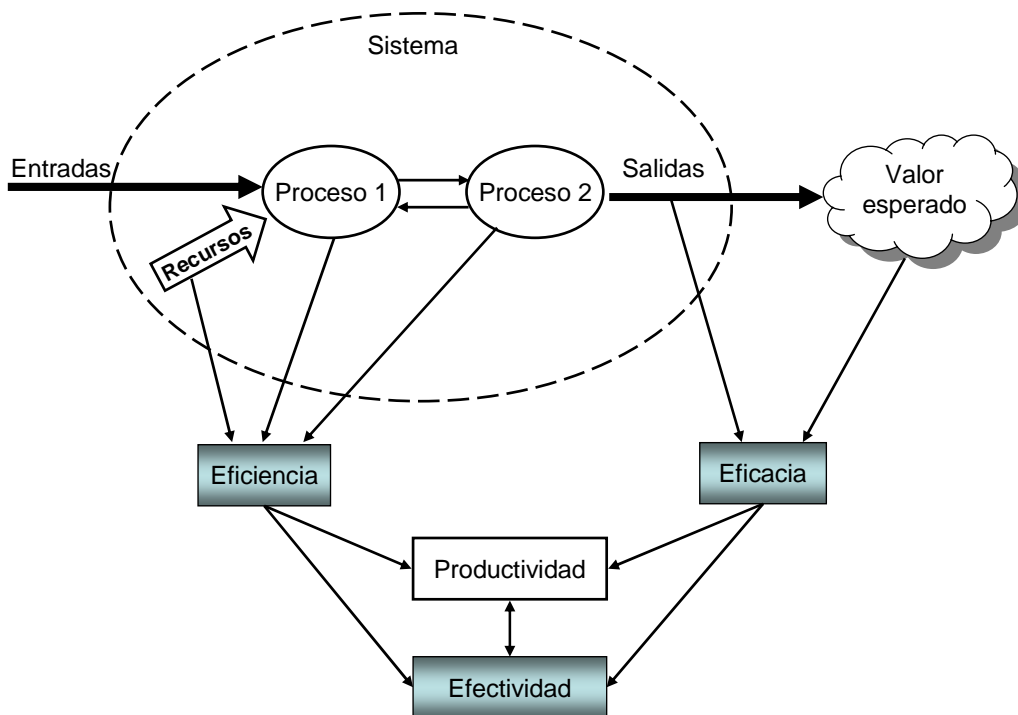 Sistema
Entradas
Proceso 1
Proceso 2
Salidas
Valor
esperado
Recursos
Eficiencia
Eficacia
Productividad
Efectividad